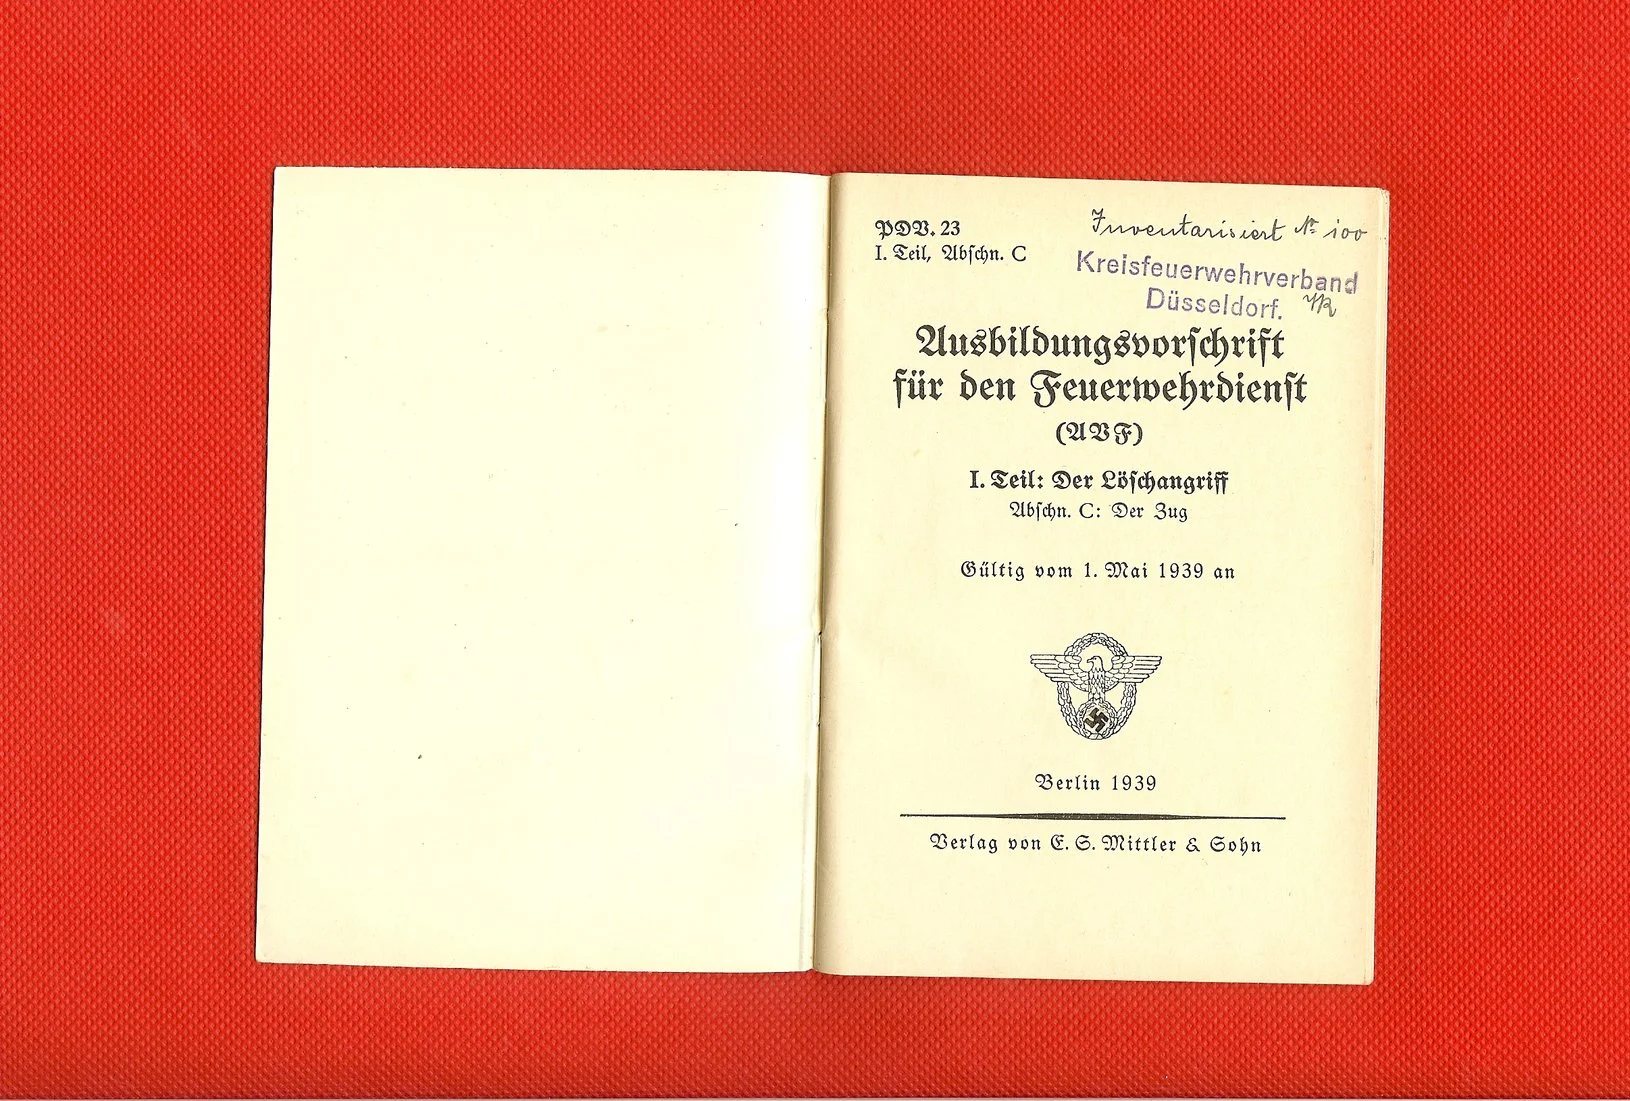 PDV. 23
I. Teil, Abschn. C
Inventarisiert № 100
Kreisfeuerwehrverband
Düsseldorf.
Ausbildungsvorschrift
für den Feuerwehrdienst
(AVF)
I. Teil: Der Löschangriff
Abschn. C: Der Zug
Gültig vom 1. Mai 1939 an
Berlin 1939
Verlag von E. S. Mittler & Sohn